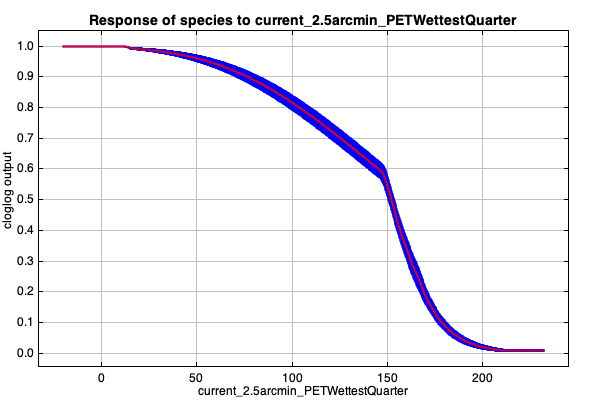 Response of species to current_2.5arcmin_PETWettestQuarter
cloglog output
1.0
0.9
0.8
0.7
0.6
0.5
0.4
0.3
0.2
0.1
0.0
0 50 100 150 200
current_2.5arcmin_PETWettestQuarter